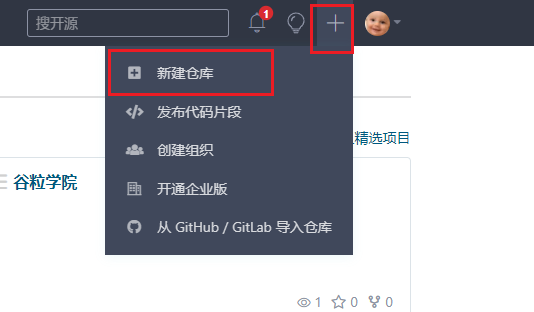 搜开源
1
新建仓库
发布代码片段
创建组织
开通企业版
从 GitHub / GitLab 导入仓库
精选项目
谷粒学院
1 0 0